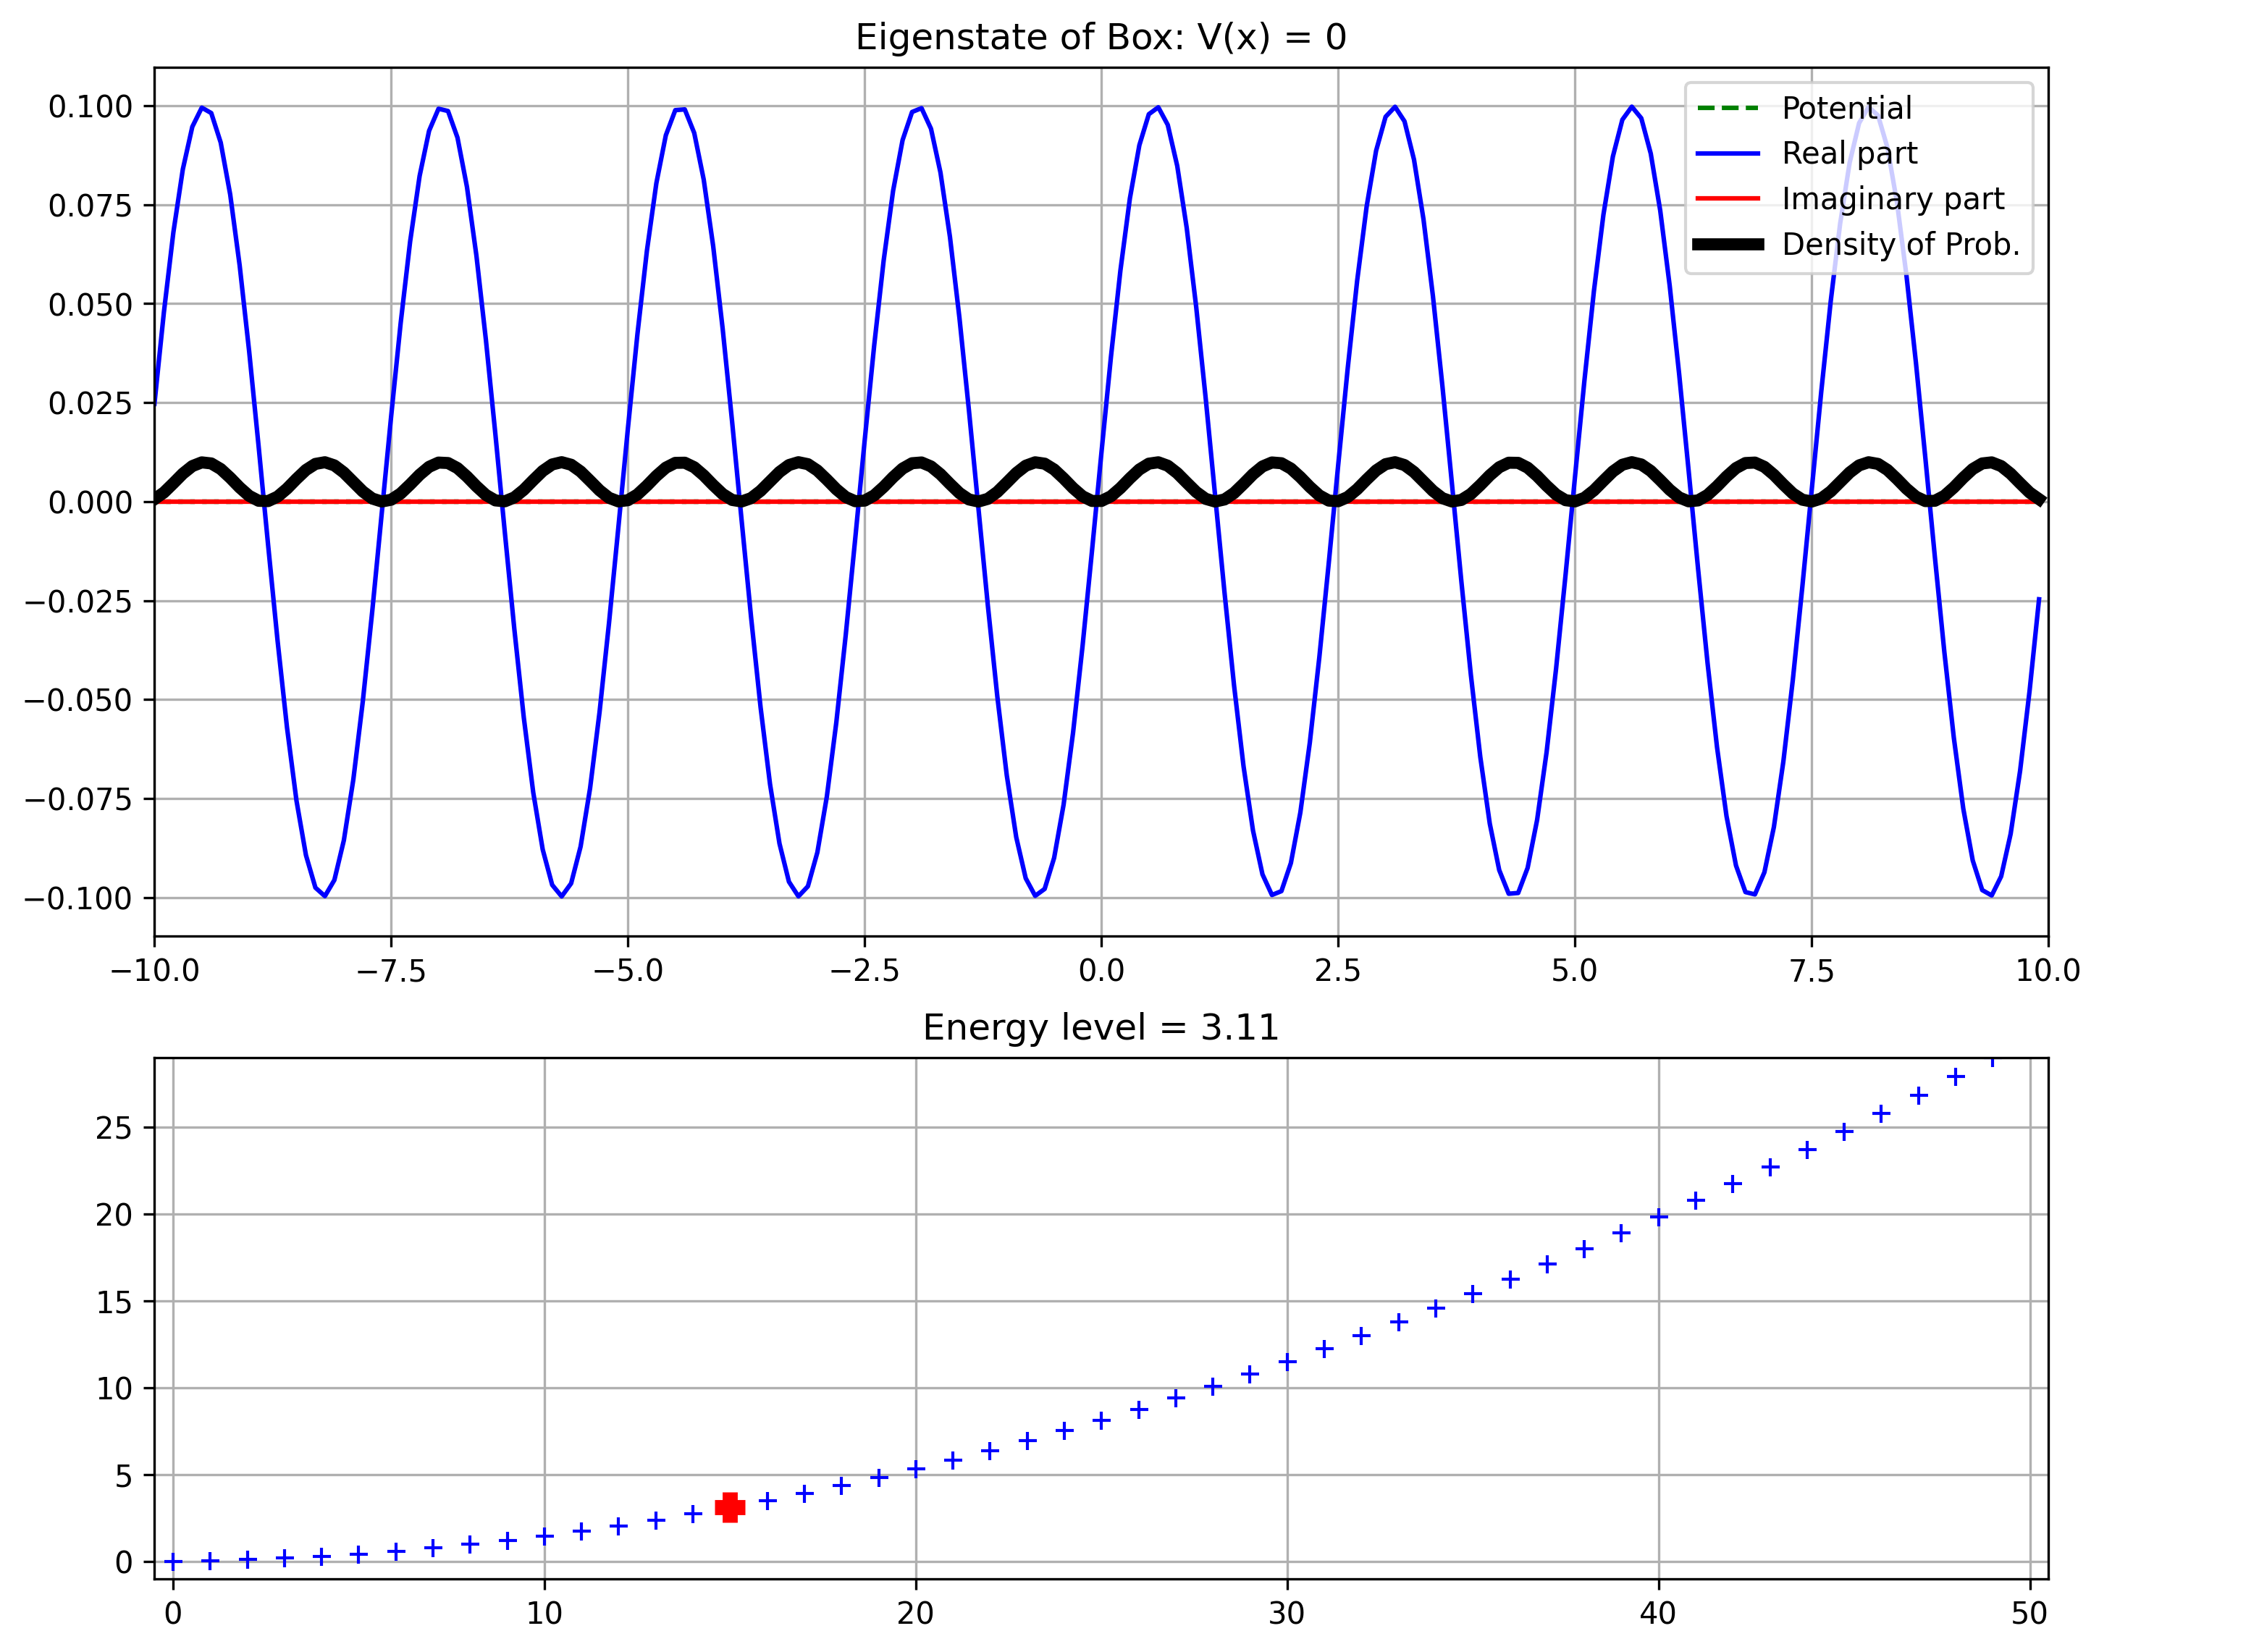 Eigenstate of Box: V(x) = 0
0.100
0.075
0.050
0.025
0.000
−0.025
−0.050
−0.075
−0.100
Potential
Real part
Imaginary part
Density of Prob.
−10.0 −7.5 −5.0 −2.5 0.0 2.5 5.0 7.5 10.0
Energy level = 3.11
25
20
15
10
5
0
0 10 20 30 40 50